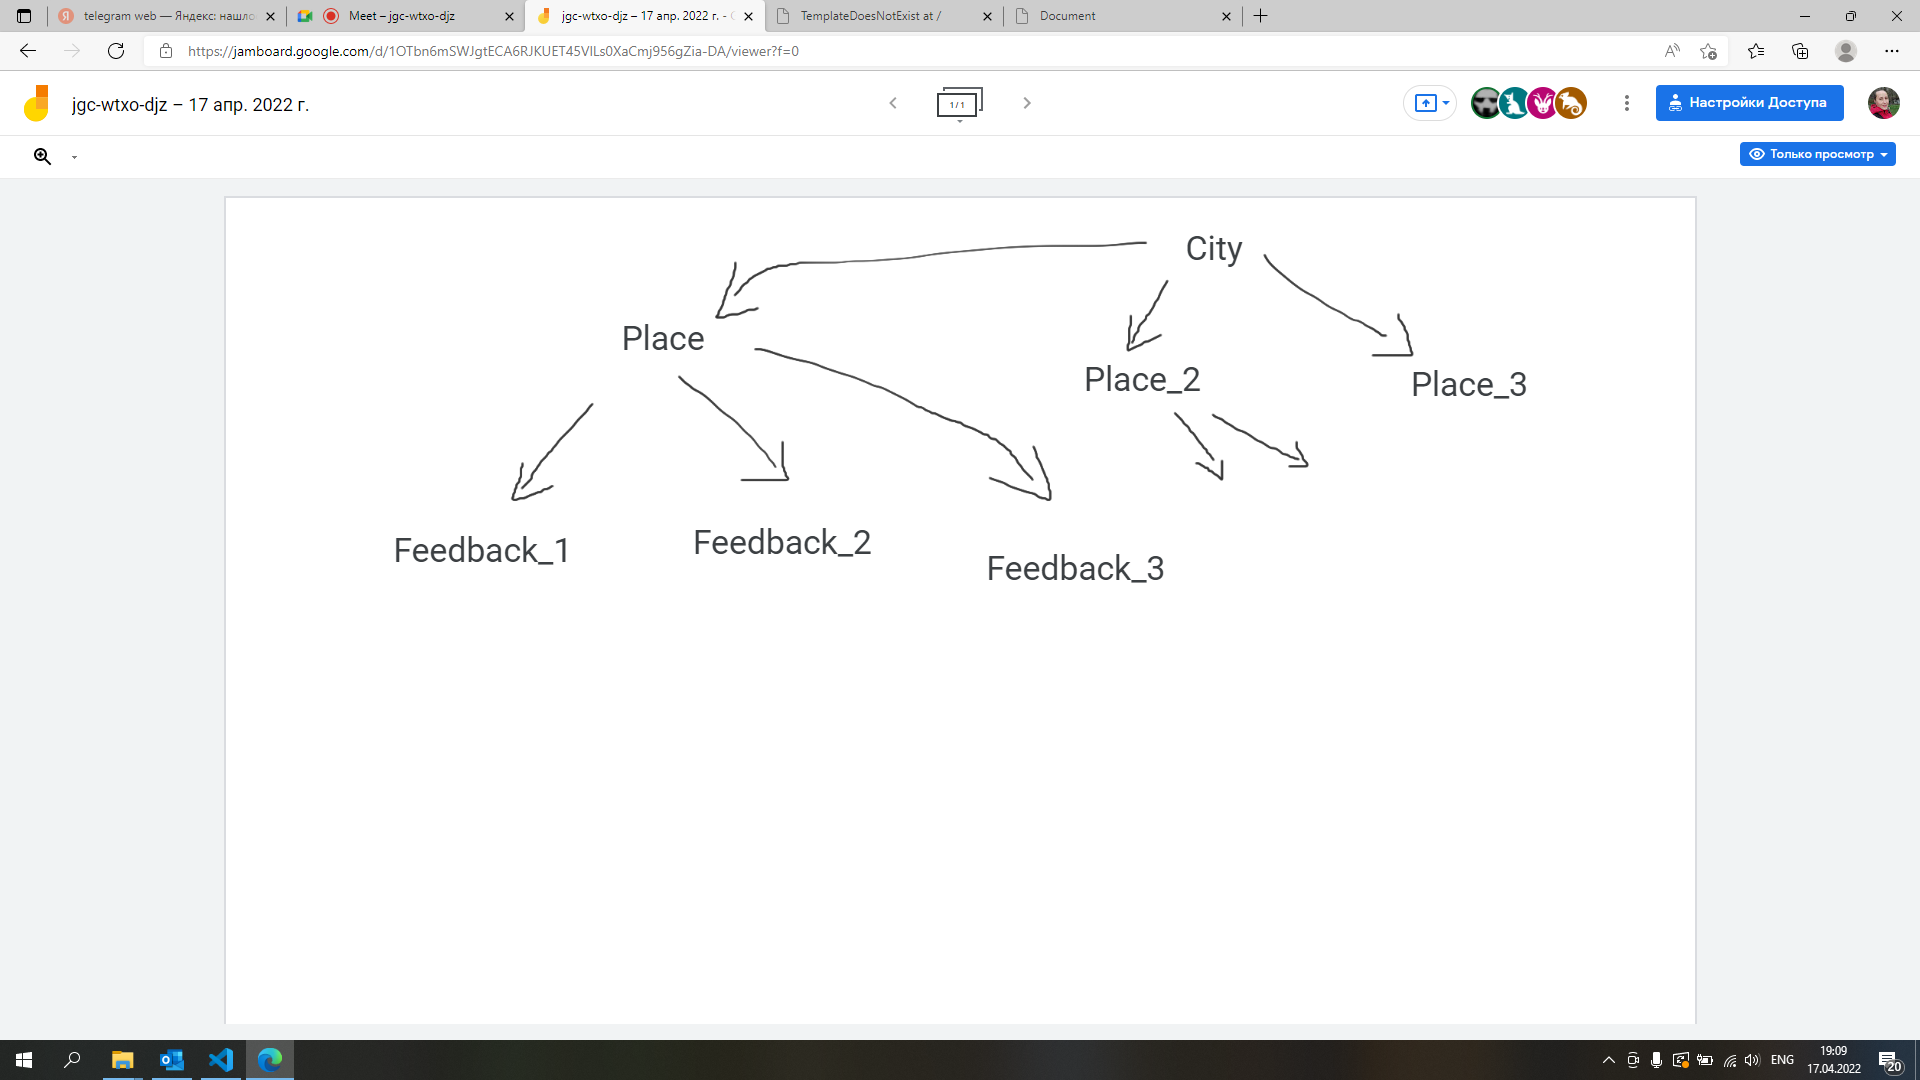 telegram web — Яндекс: нашло
Meet – jgc-wtxo-djz
jgc-wtxo-djz – 17 апр. 2022 г. -
TemplateDoesNotExist at /
Document
https://jamboard.google.com/d/1OTbn6mSWJgtECA6RJKUET45VILs0XaCmj956gZia-DA/viewer?f=0
jgc-wtxo-djz – 17 апр. 2022 г.
1 / 1
Настройки Доступа
Только просмотр
City
Place
Place_2
Place_3
Feedback_1
Feedback_2
Feedback_3
ENG
19:09
17.04.2022
20